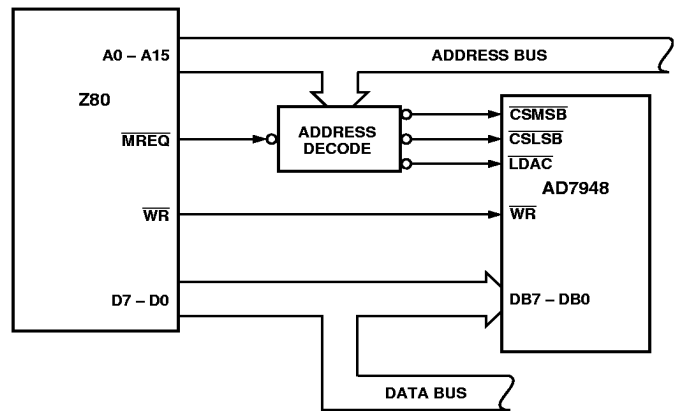 A0 – A15
ADDRESS BUS
Z80
MREQ
ADDRESS
DECODE
CSMSB
CSLSB
LDAC
AD7948
WR
WR
D7 – D0
DB7 – DB0
DATA BUS